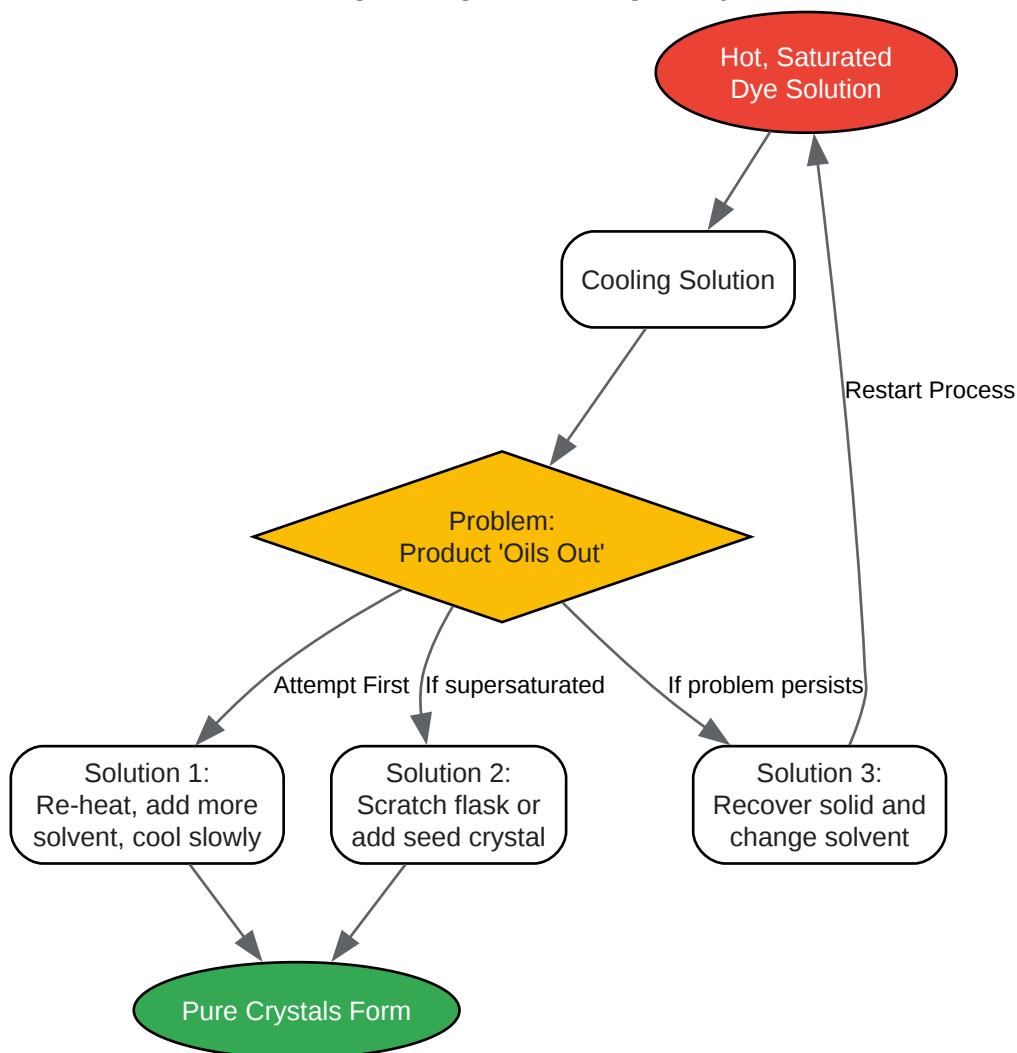 Hot, Saturated
Dye Solution
Cooling Solution
Restart Process
Problem:
Product 'Oils Out'
Attempt First
If supersaturated
If problem persists
Solution 1:
Re-heat, add more
solvent, cool slowly
Solution 2:
Scratch flask or
add seed crystal
Solution 3:
Recover solid and
change solvent
Pure Crystals Form